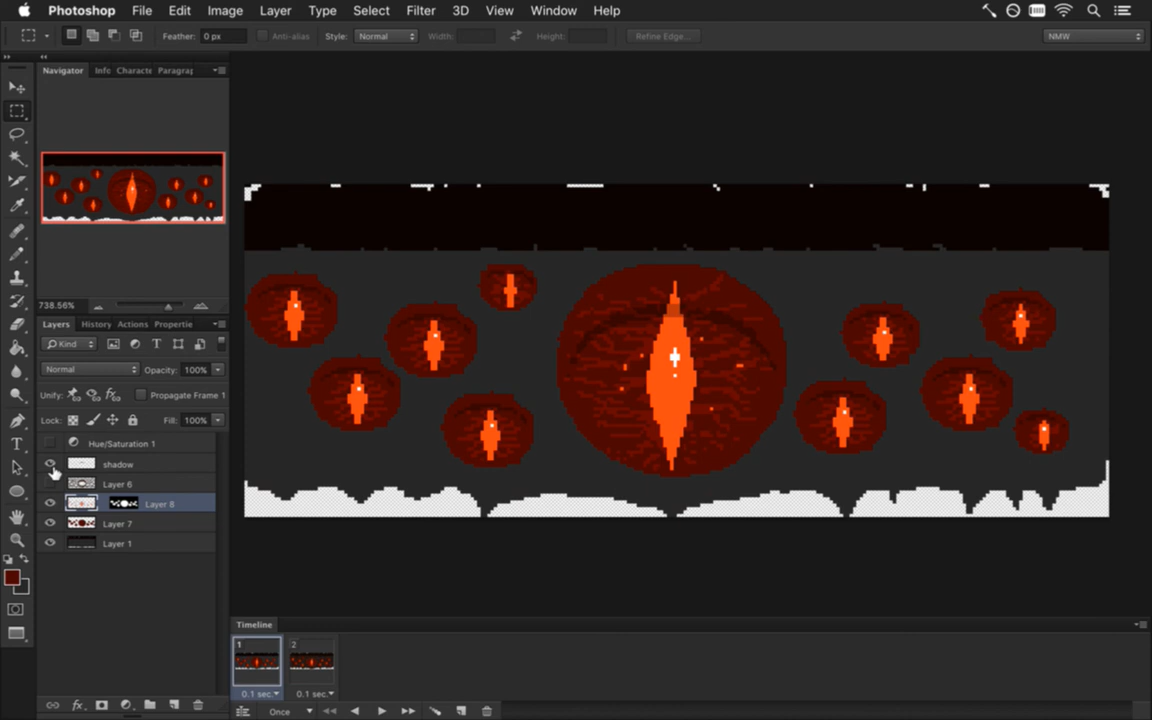 Photoshop File Edit Image Layer Type Select Filter 3D View Window Help
Feather: 0 px Anti-alias Style: Normal Width: Height: Refine Edge... NMW
Navigator Info Characte Paragrap
738.56%
Layers History Actions Propertie
Kind
Normal Opacity: 100%
Unify: Propagate Frame 1
Lock: Fill: 100%
Hue/Saturation 1
shadow
Layer 6
Layer 8
Layer 7
Layer 1
Timeline
1 2
0.1 sec. 0.1 sec.
Once